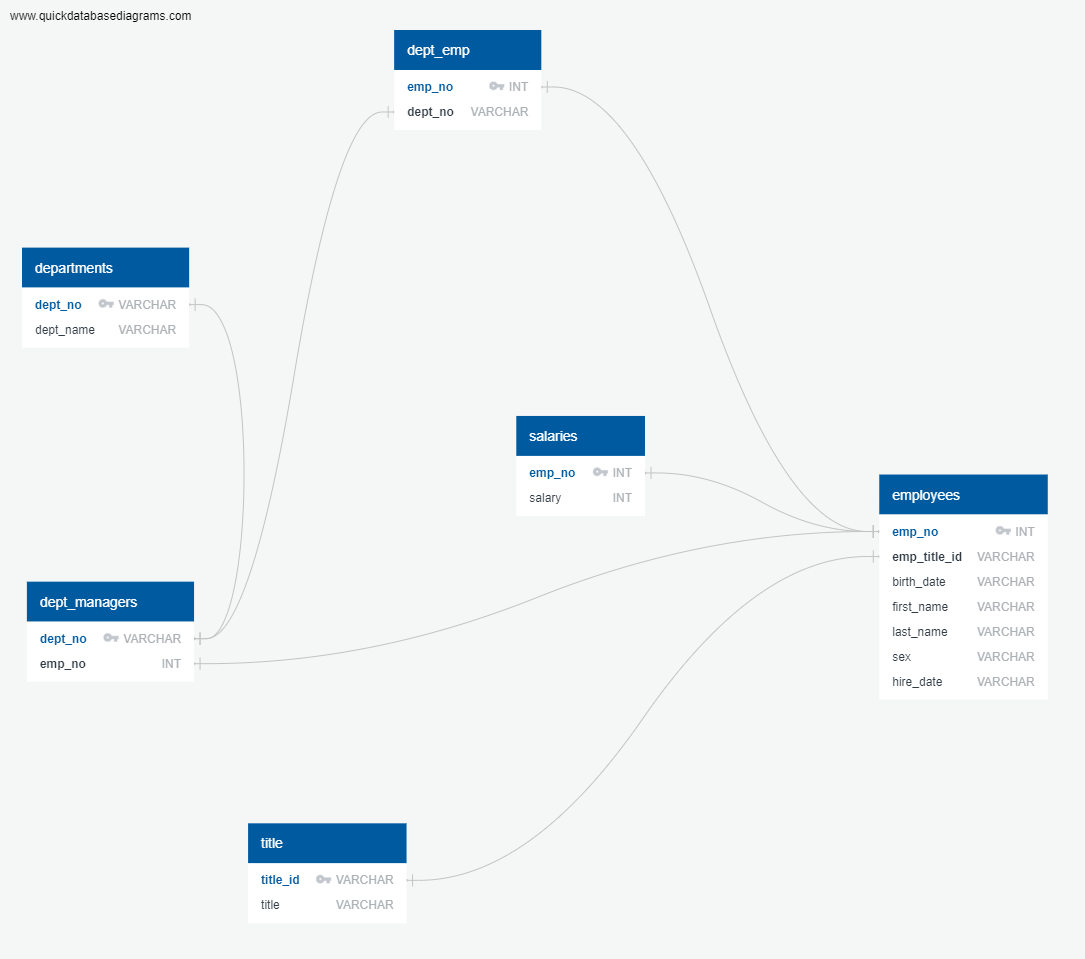 www.quickdatabasediagrams.com
dept_emp
emp_no INT
dept_no VARCHAR
departments
dept_no VARCHAR
dept_name VARCHAR
salaries
emp_no INT
salary INT
employees
emp_no INT
emp_title_id VARCHAR
birth_date VARCHAR
first_name VARCHAR
last_name VARCHAR
sex VARCHAR
hire_date VARCHAR
dept_managers
dept_no VARCHAR
emp_no INT
title
title_id VARCHAR
title VARCHAR